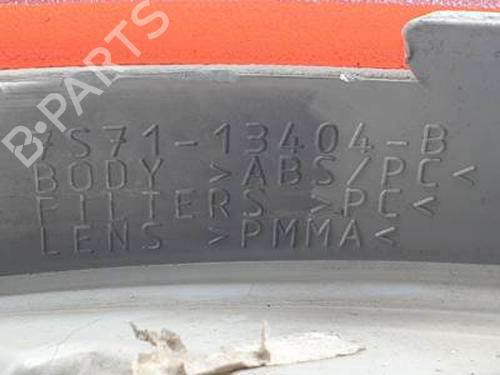 7S71-13404-B
BODY >ABS/PC<
FILTERS >PC<
LENS >PMMA<
B-PARTS